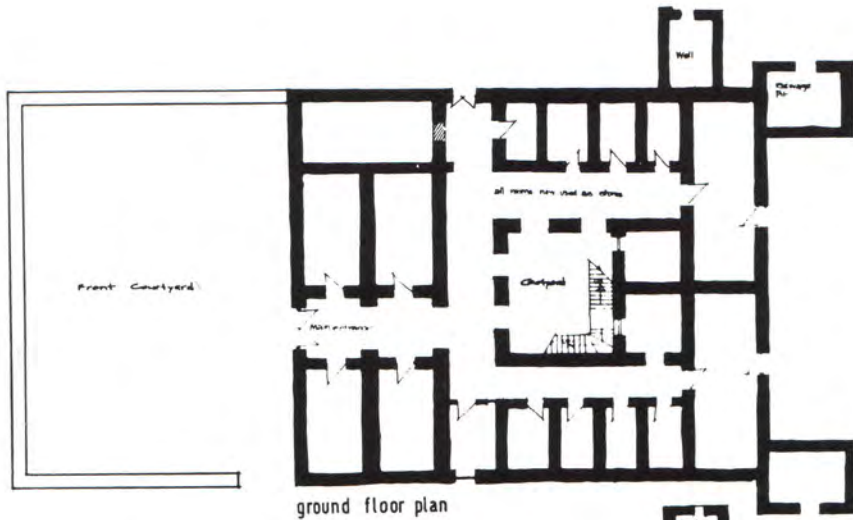 Well
Front Courtyard
all rooms now used as stores
Courtyard
Main entrance
ground floor plan